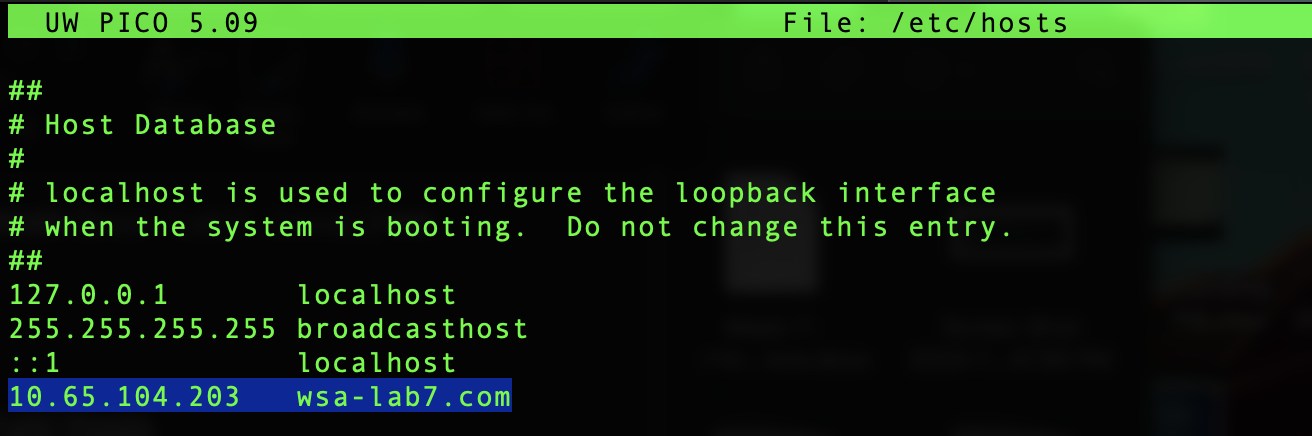 UW PICO 5.09 File: /etc/hosts
##
# Host Database
#
# localhost is used to configure the loopback interface
# when the system is booting.  Do not change this entry.
##
127.0.0.1       localhost
255.255.255.255 broadcasthost
::1             localhost
10.65.104.203   wsa-lab7.com